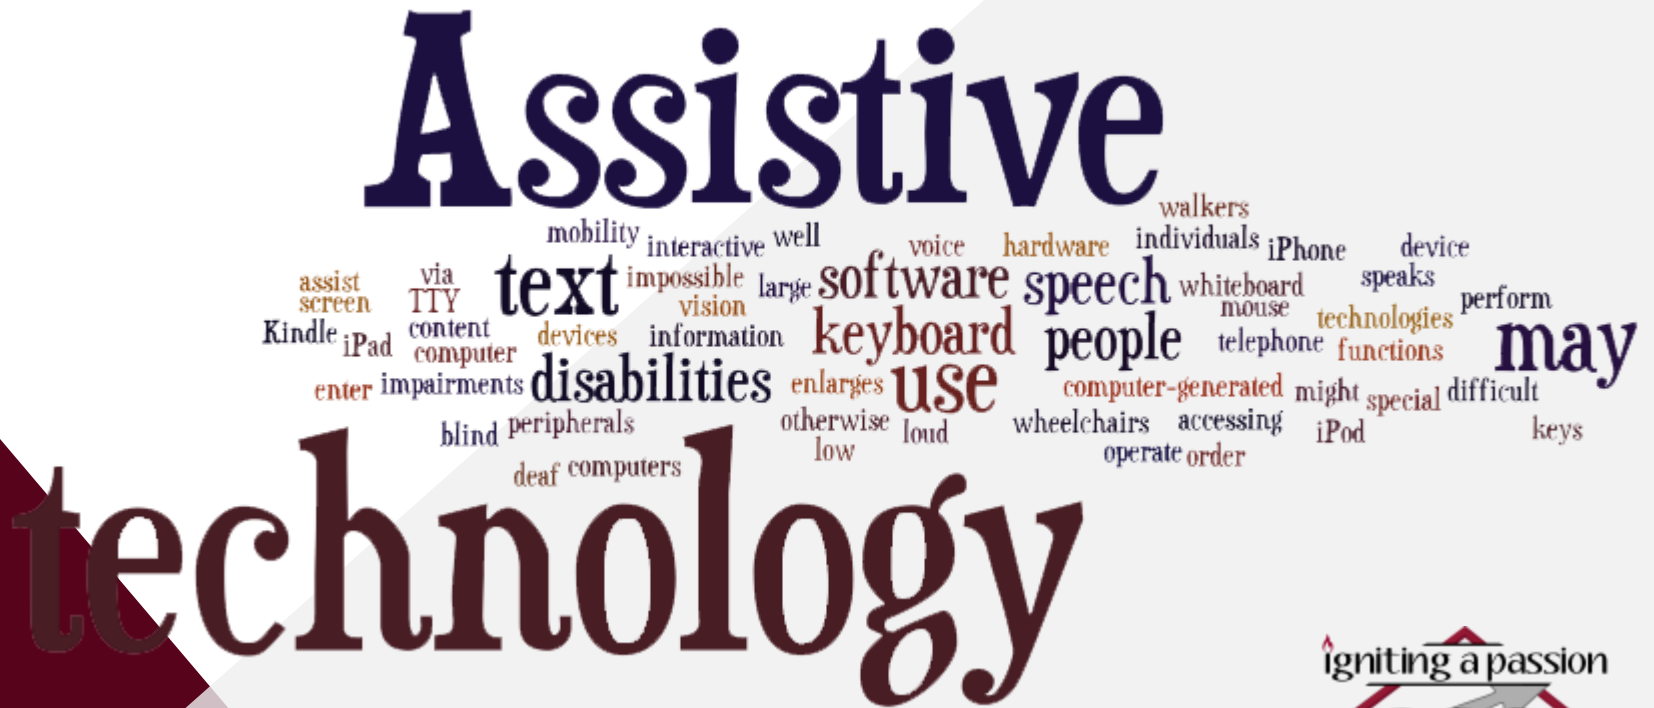 Assistive
walkers
mobility interactive well voice hardware individuals iPhone device
assist via text impossible large software speech whiteboard speaks
screen TTY vision mouse technologies perform
Kindle iPad content devices information keyboard people telephone functions may
computer
enter impairments disabilities enlarges use computer-generated might special difficult
blind peripherals otherwise loud wheelchairs accessing iPod keys
deaf computers low operate order
technology
igniting a passion